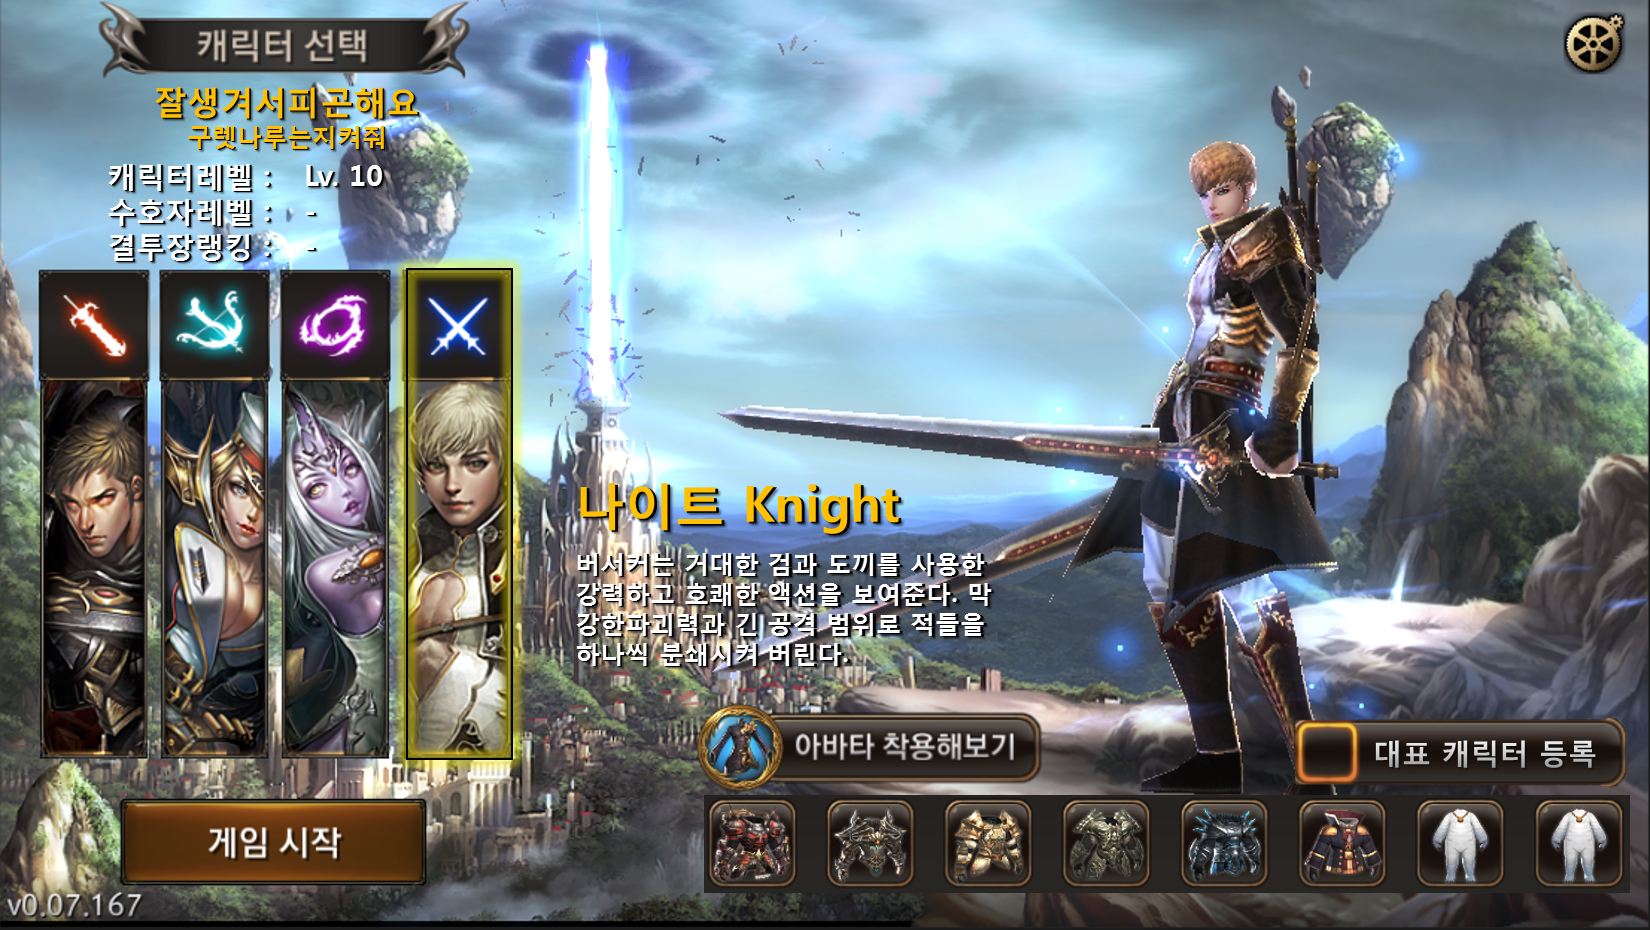 캐릭터 선택
잘생겨서피곤해요
구렛나루는지켜줘
캐릭터레벨 : Lv. 10
수호자레벨 : -
결투장랭킹 : -
나이트 Knight
버서커는 거대한 검과 도끼를 사용한
강력하고 호쾌한 액션을 보여준다. 막
강한파괴력과 긴 공격 범위로 적들을
하나씩 분쇄시켜 버린다.
아바타 착용해보기
대표 캐릭터 등록
게임 시작
v0.07.167